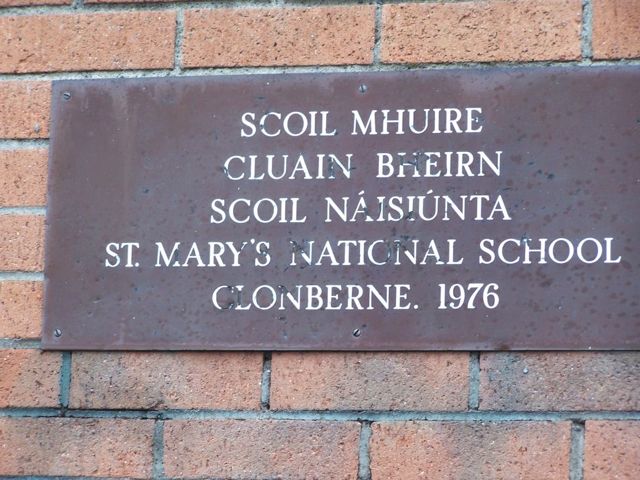 SCOIL MHUIRE
CLUAIN BHEIRN
SCOIL NÁISIÚNTA
ST. MARY'S NATIONAL SCHOOL
CLONBERNE. 1976